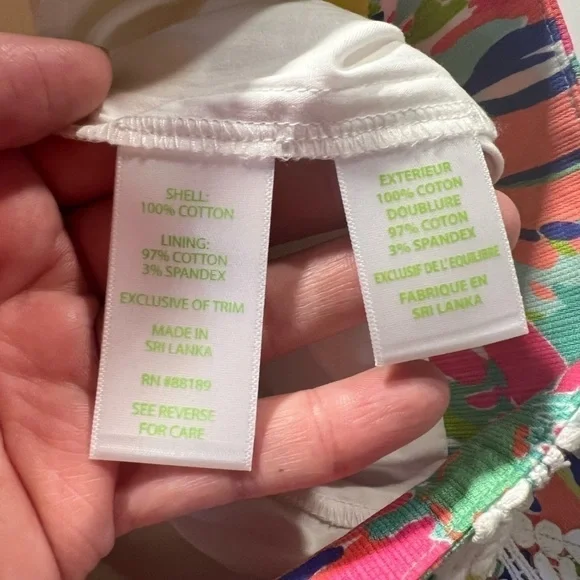 SHELL:
100% COTTON
LINING:
97% COTTON
3% SPANDEX
EXCLUSIVE OF TRIM
MADE IN
SRI LANKA
RN #88189
SEE REVERSE
FOR CARE
EXTERIEUR
100% COTON
DOUBLURE
97% COTON
3% SPANDEX
EXCLUSIF DE L'EQUILIBRE
FABRIQUE EN
SRI LANKA